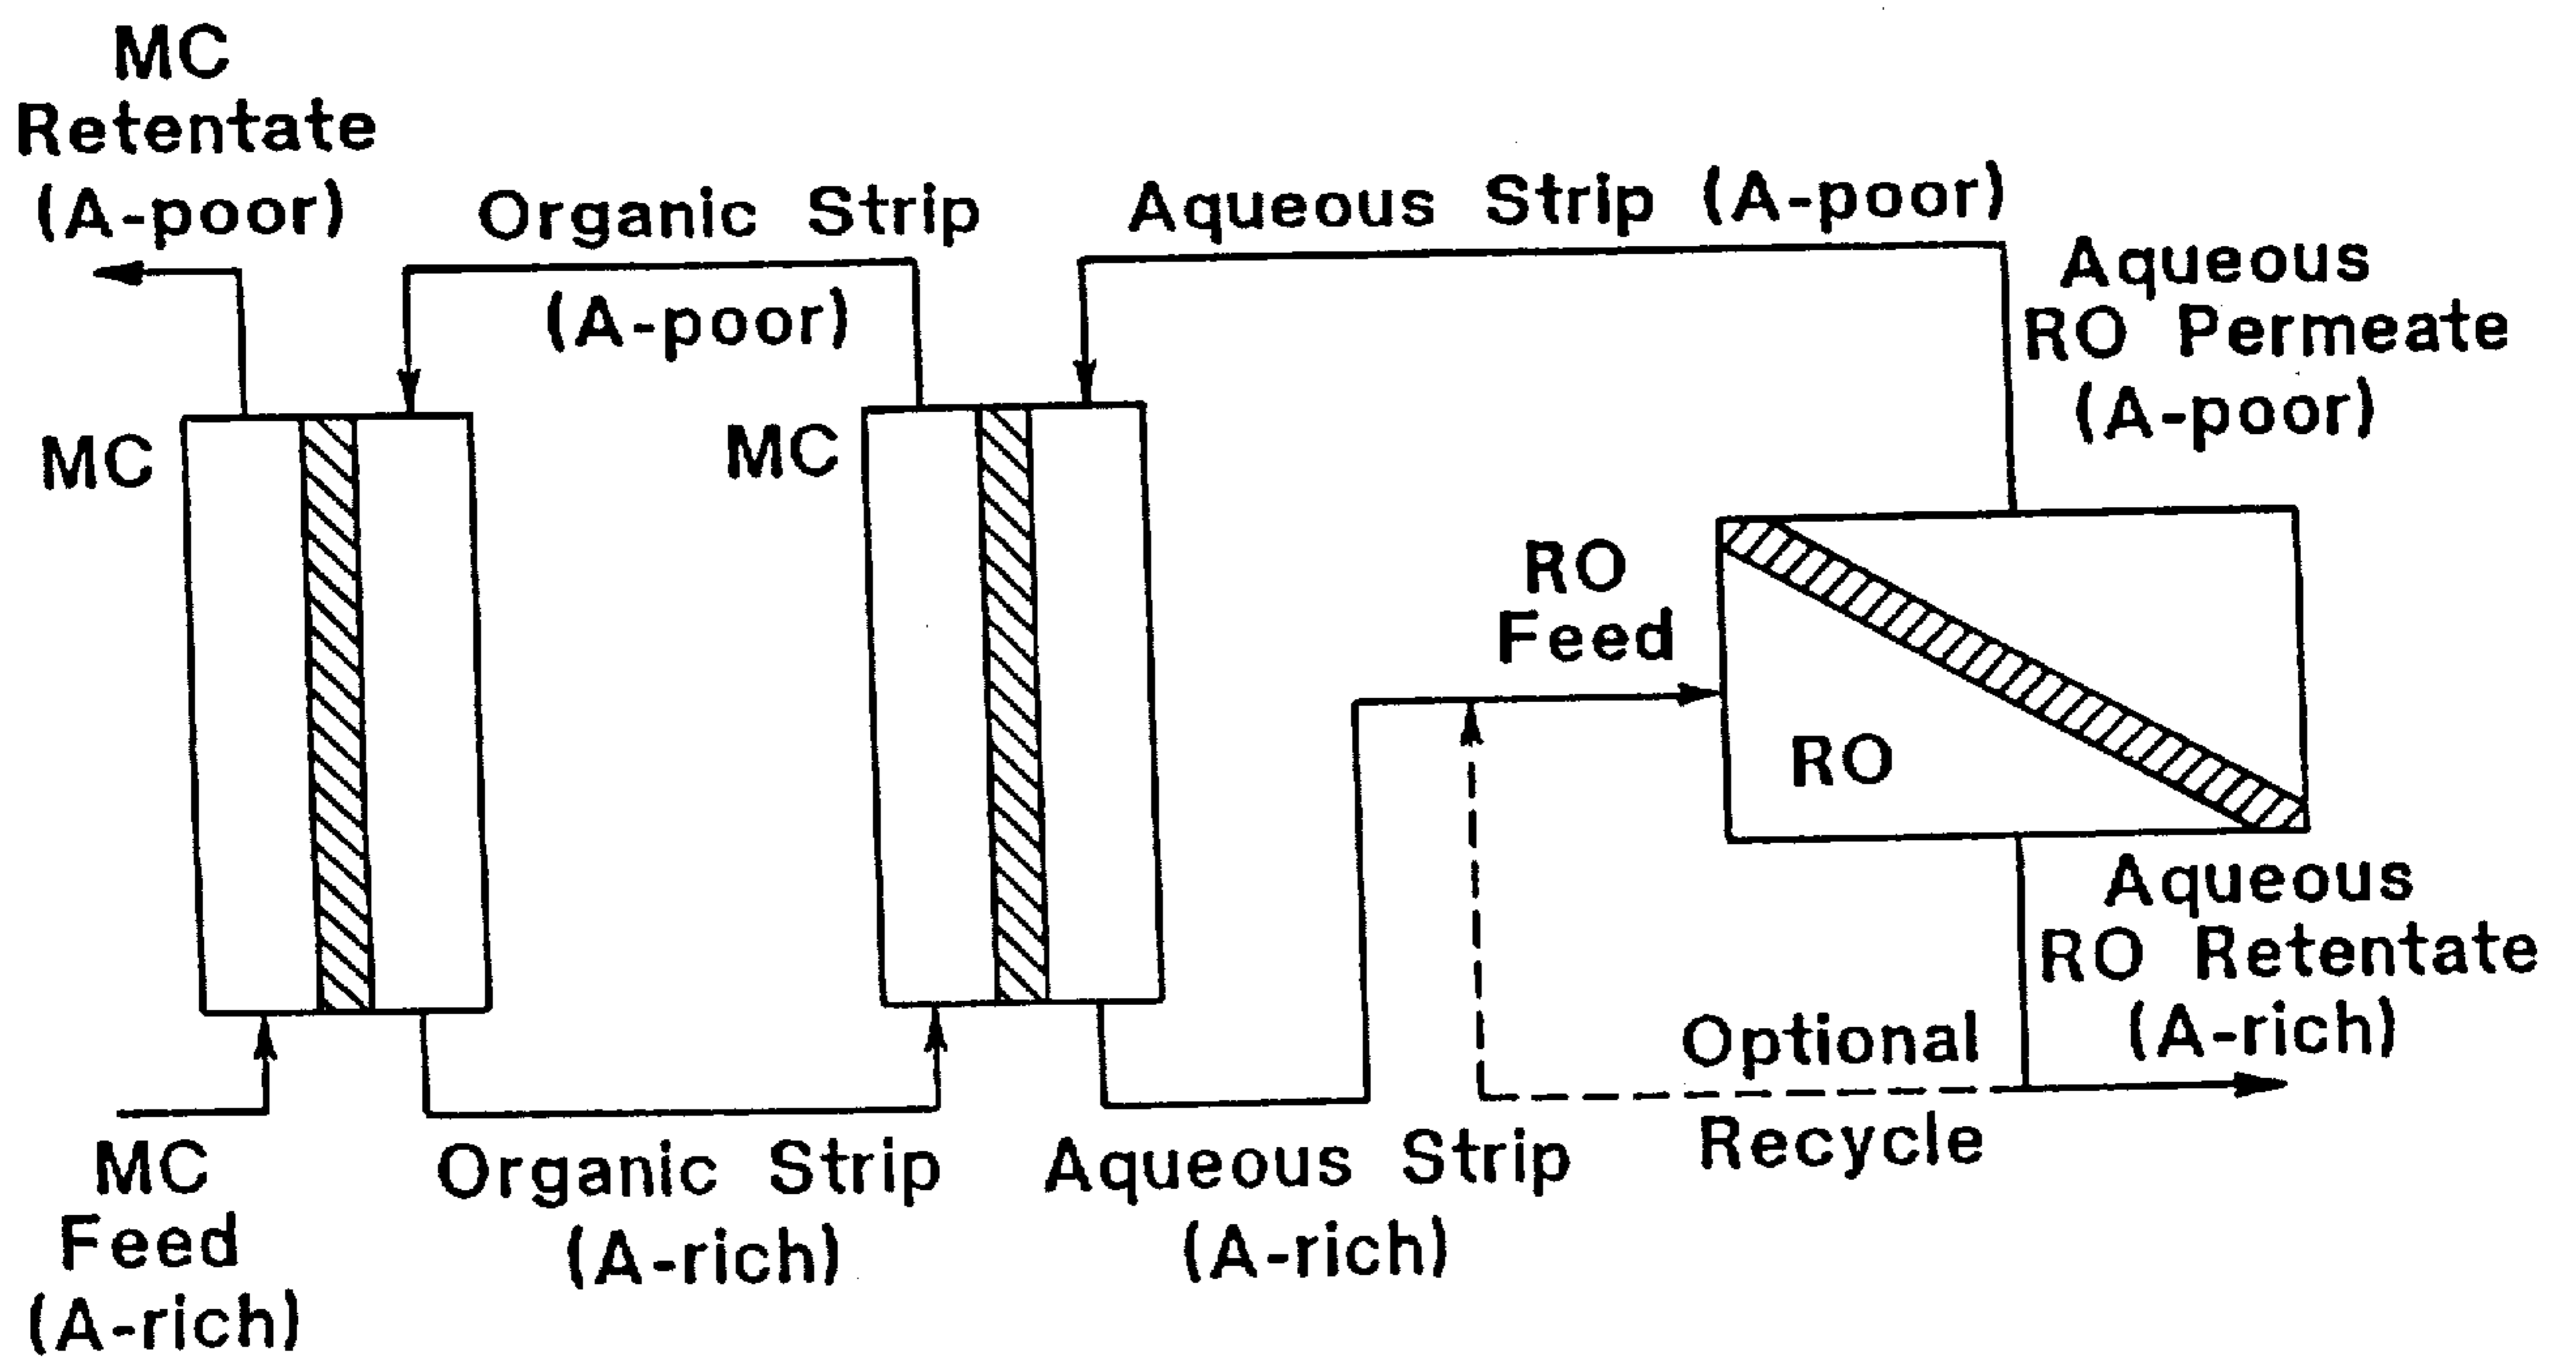 MC
Retentate
(A-poor)
Organic Strip
(A-poor)
Aqueous Strip (A-poor)
Aqueous
RO Permeate
(A-poor)
MC
MC
RO
Feed
RO
Aqueous
RO Retentate
(A-rich)
Optional
Recycle
MC
Feed
(A-rich)
Organic Strip
(A-rich)
Aqueous Strip
(A-rich)